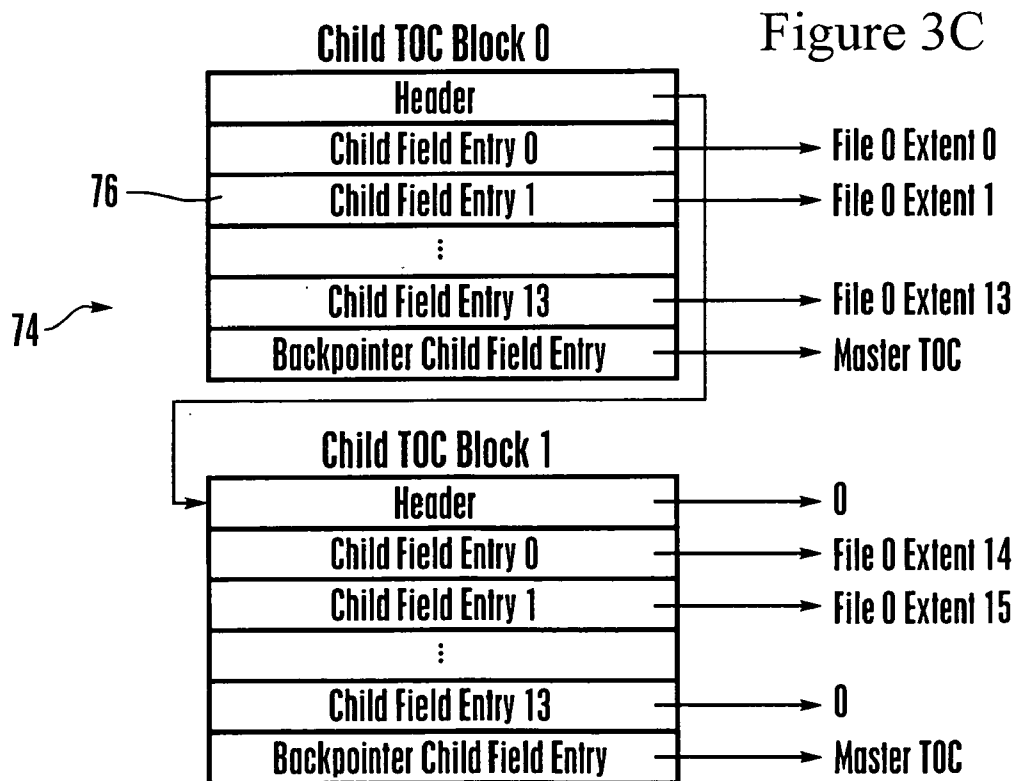 Figure 3C
Child TOC Block 0
Header
Child Field Entry 0
File 0 Extent 0
76
Child Field Entry 1
File 0 Extent 1
⋮
Child Field Entry 13
File 0 Extent 13
74
Backpointer Child Field Entry
Master TOC
Child TOC Block 1
Header
0
Child Field Entry 0
File 0 Extent 14
Child Field Entry 1
File 0 Extent 15
⋮
Child Field Entry 13
0
Backpointer Child Field Entry
Master TOC